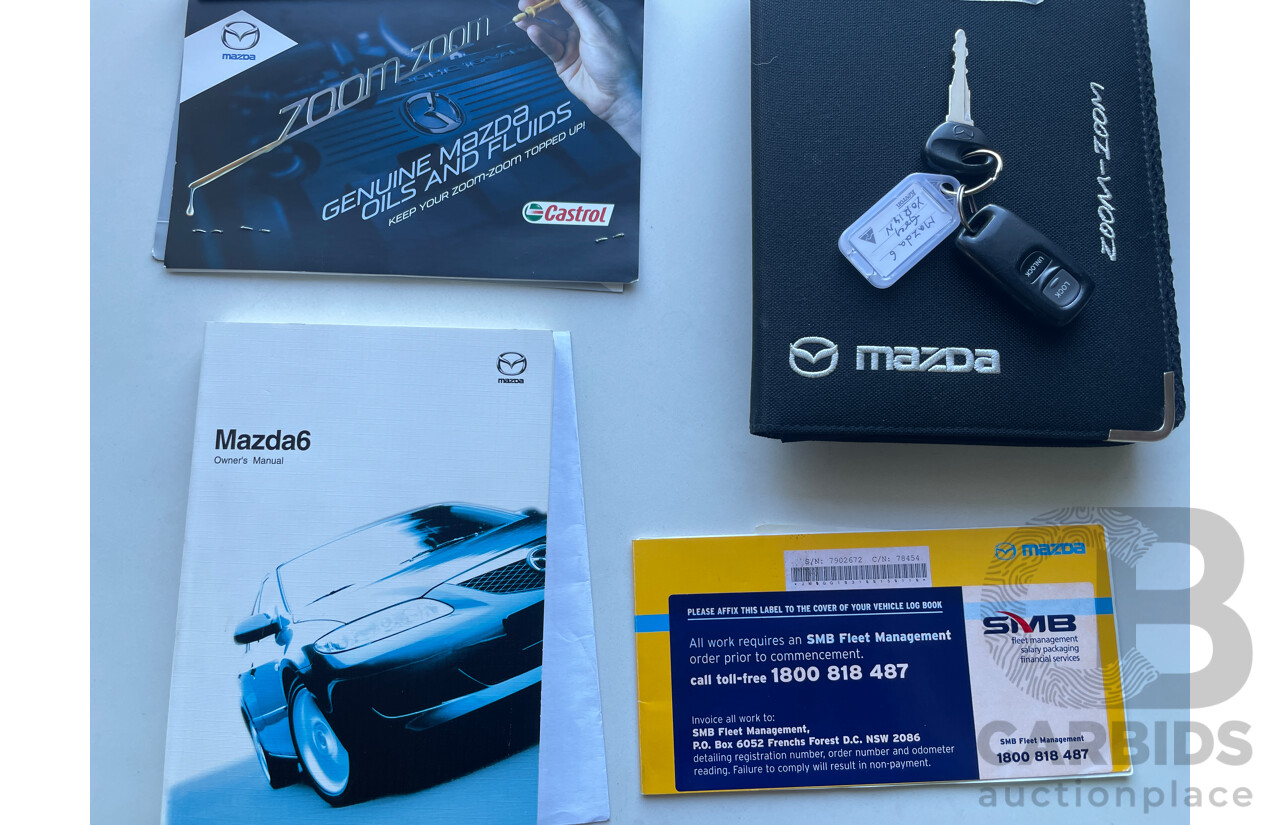 mazda
ZOOM-ZOOM
GENUINE MAZDA
OILS AND FLUIDS
KEEP YOUR ZOOM-ZOOM TOPPED UP!
Castrol
ZOOM-ZOOM
Mazda 6
Grey
UNLOCK
LOCK
mazda
mazda
Mazda6
Owner's Manual
S/N: 7902672 C/N: 78454
mazda
PLEASE AFFIX THIS LABEL TO THE COVER OF YOUR VEHICLE LOG BOOK
All work requires an SMB Fleet Management
order prior to commencement.
call toll-free 1800 818 487
Invoice all work to:
SMB Fleet Management,
P.O. Box 6052 Frenchs Forest D.C. NSW 2086
detailing registration number, order number and odometer
reading. Failure to comply will result in non-payment.
SMB
fleet management
salary packaging
financial services
SMB Fleet Management
1800 818 487
CARBIDS
auctionplace